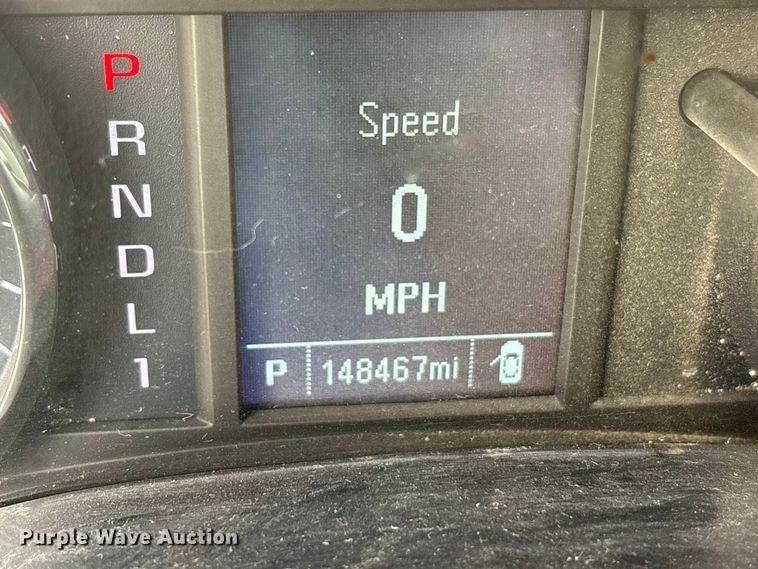 P
R
N
D
L
1
Speed
0
MPH
P 148467mi
Purple Wave Auction